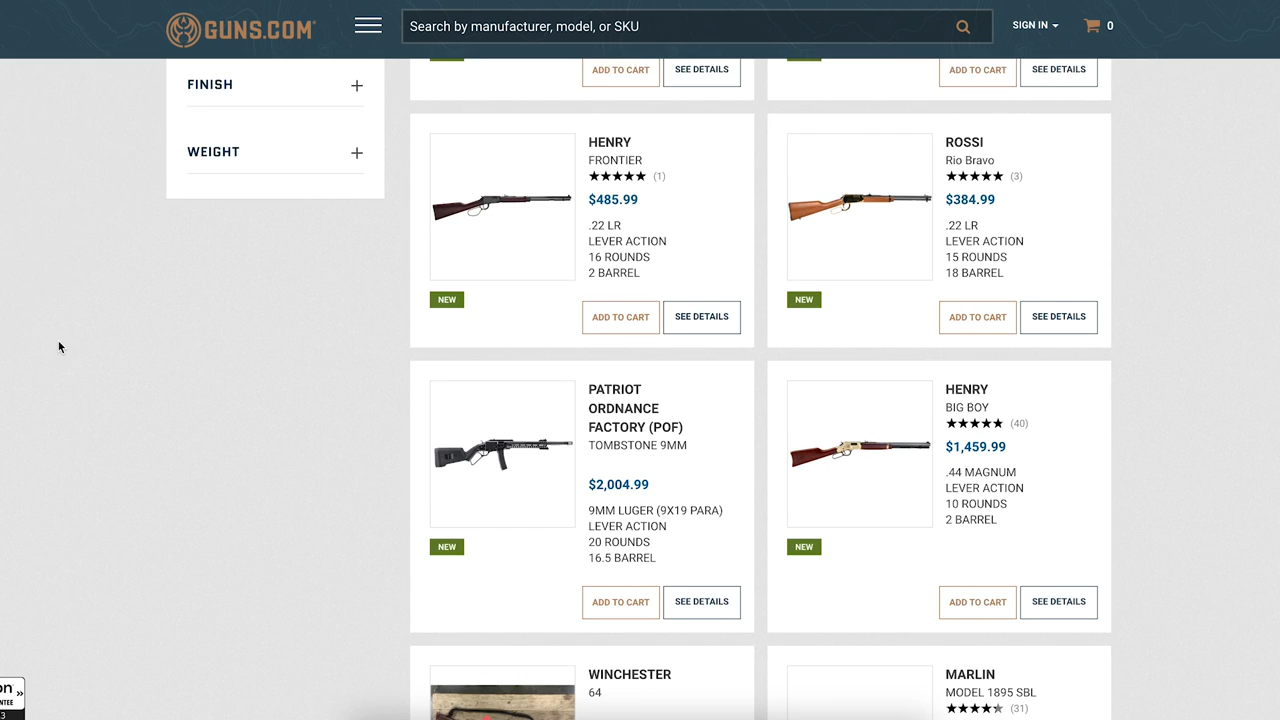 GUNS.COM
Search by manufacturer, model, or SKU
SIGN IN
0
FINISH
WEIGHT
ADD TO CART
SEE DETAILS
ADD TO CART
SEE DETAILS
HENRY
FRONTIER
(1)
$485.99
.22 LR
LEVER ACTION
16 ROUNDS
2 BARREL
NEW
ADD TO CART
SEE DETAILS
ROSSI
Rio Bravo
(3)
$384.99
.22 LR
LEVER ACTION
15 ROUNDS
18 BARREL
NEW
ADD TO CART
SEE DETAILS
PATRIOT
ORDNANCE
FACTORY (POF)
TOMBSTONE 9MM
$2,004.99
9MM LUGER (9X19 PARA)
LEVER ACTION
20 ROUNDS
16.5 BARREL
NEW
ADD TO CART
SEE DETAILS
HENRY
BIG BOY
(40)
$1,459.99
.44 MAGNUM
LEVER ACTION
10 ROUNDS
2 BARREL
NEW
ADD TO CART
SEE DETAILS
WINCHESTER
64
MARLIN
MODEL 1895 SBL
(31)
on »
NTEE
3